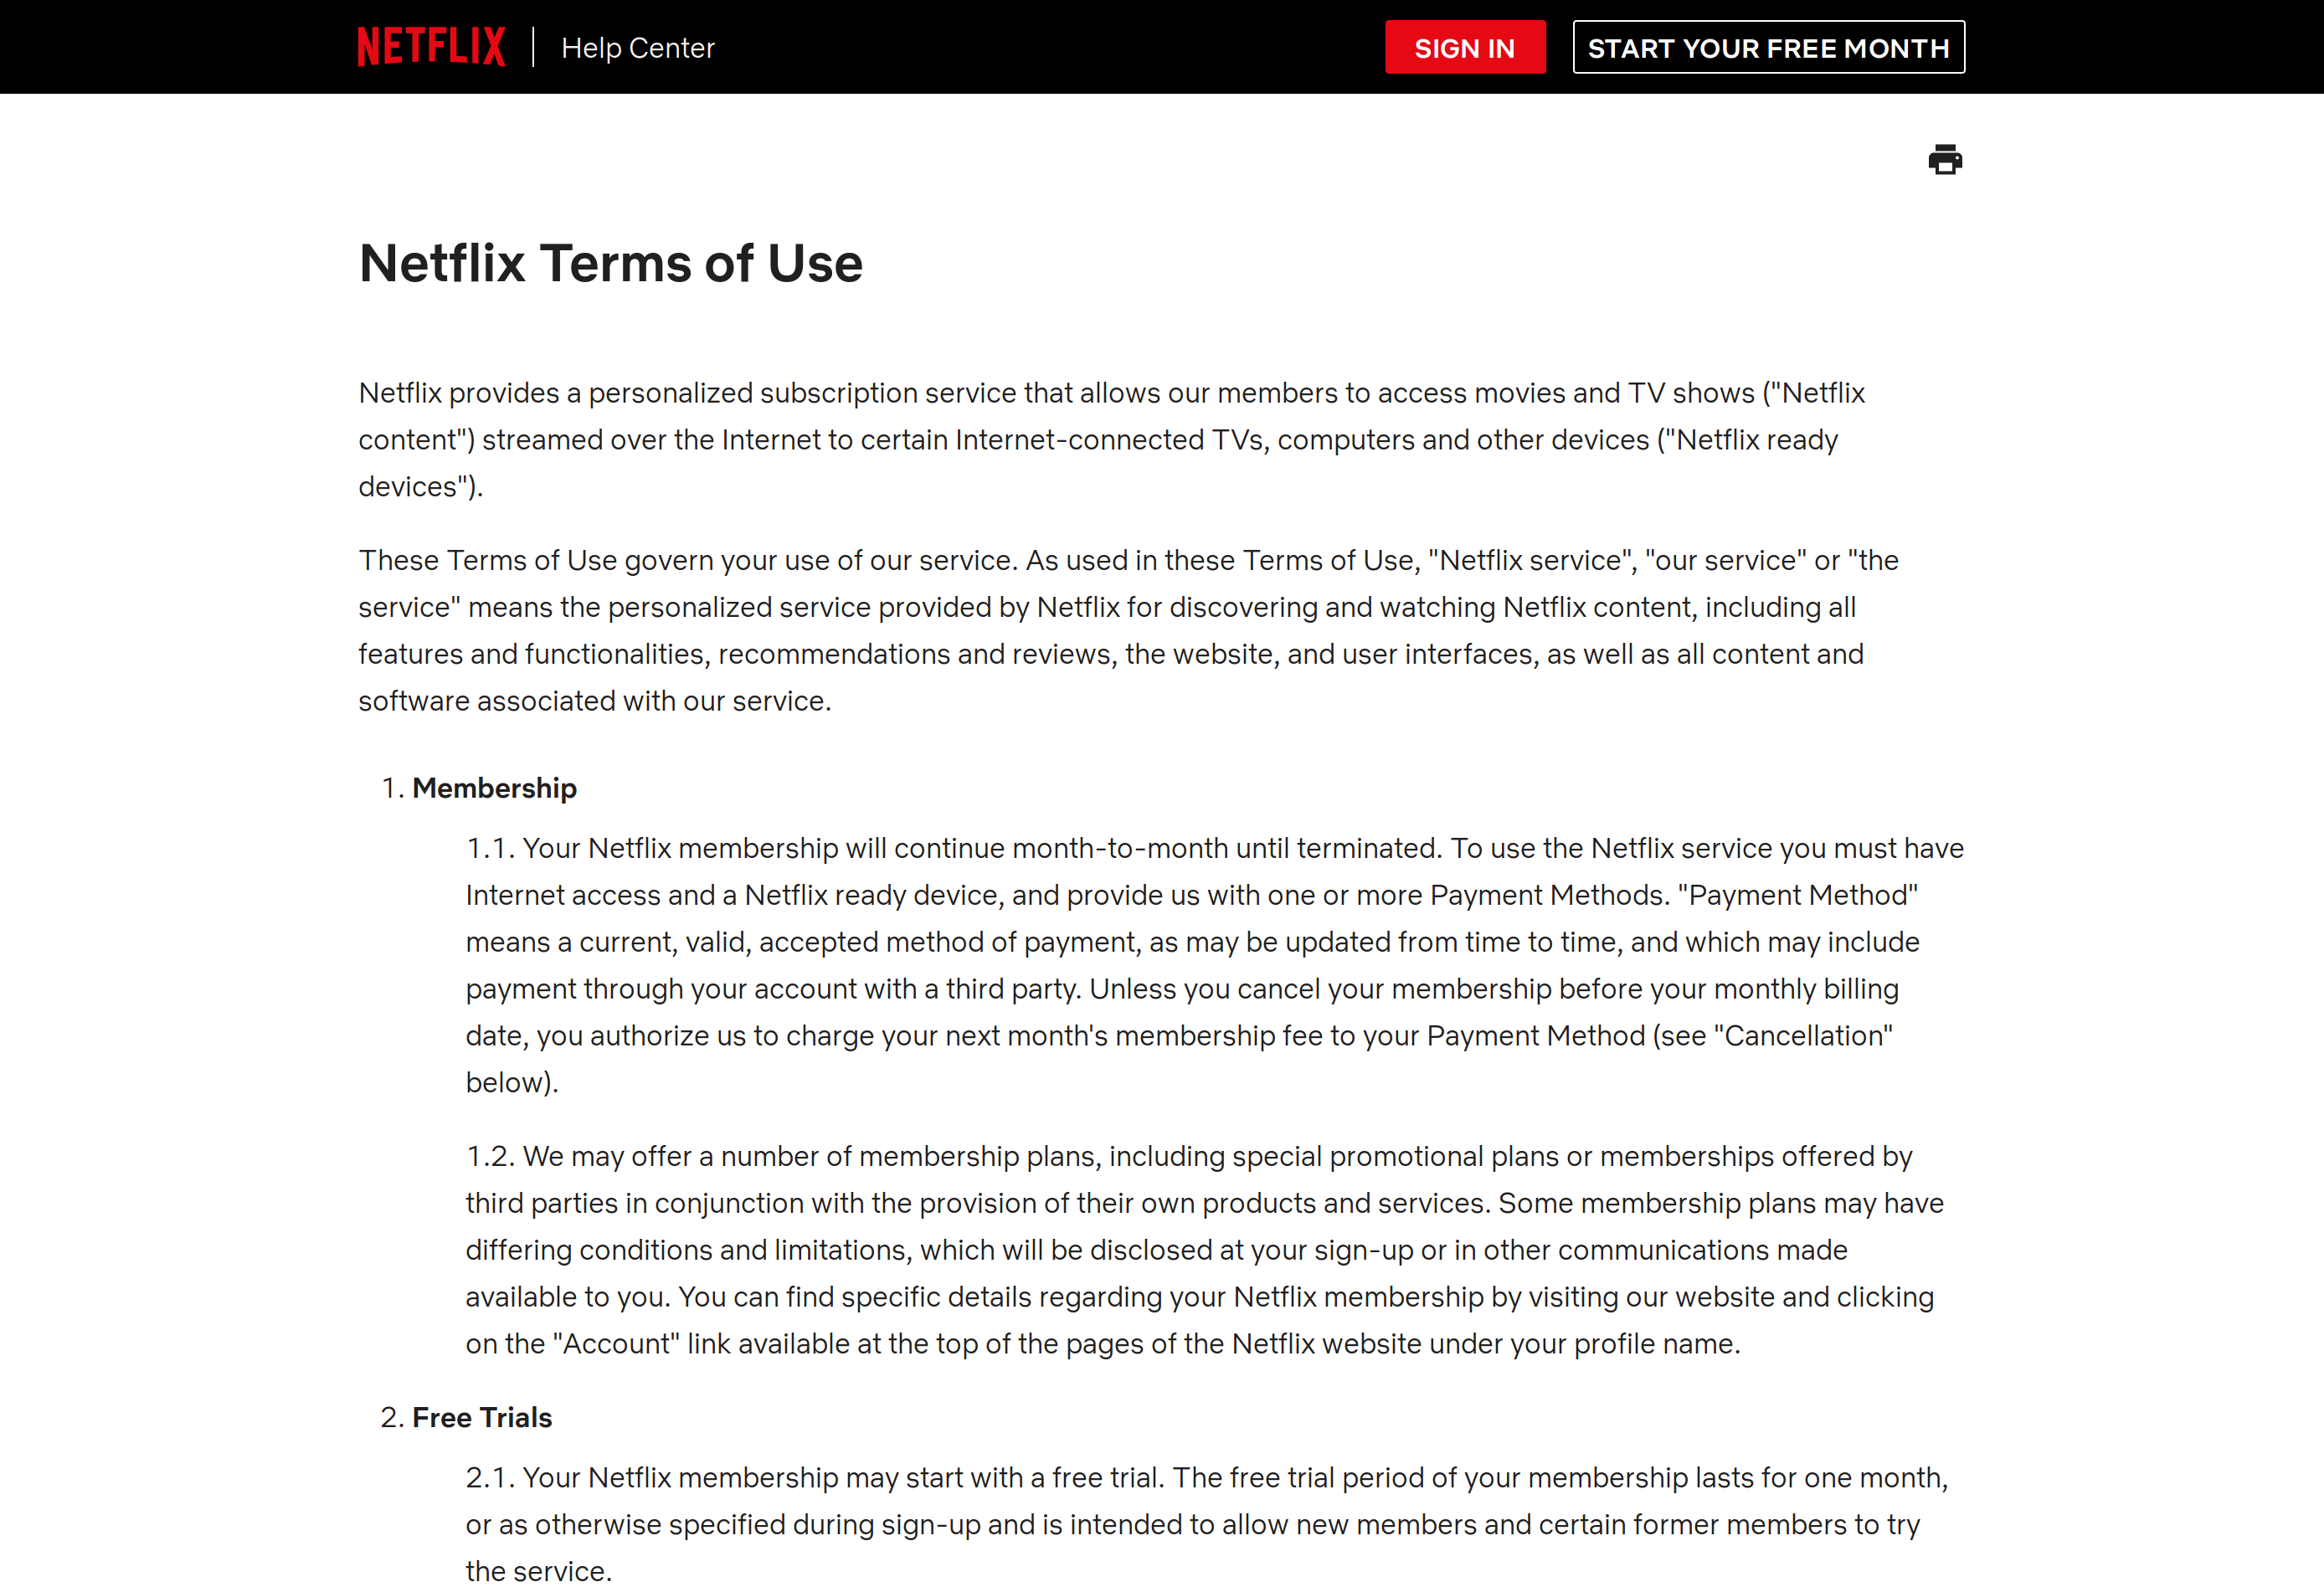 NETFLIX | Help Center SIGN IN START YOUR FREE MONTH
Netflix Terms of Use
Netflix provides a personalized subscription service that allows our members to access movies and TV shows ("Netflix
content") streamed over the Internet to certain Internet-connected TVs, computers and other devices ("Netflix ready
devices").
These Terms of Use govern your use of our service. As used in these Terms of Use, "Netflix service", "our service" or "the
service" means the personalized service provided by Netflix for discovering and watching Netflix content, including all
features and functionalities, recommendations and reviews, the website, and user interfaces, as well as all content and
software associated with our service.
1. Membership
1.1. Your Netflix membership will continue month-to-month until terminated. To use the Netflix service you must have
Internet access and a Netflix ready device, and provide us with one or more Payment Methods. "Payment Method"
means a current, valid, accepted method of payment, as may be updated from time to time, and which may include
payment through your account with a third party. Unless you cancel your membership before your monthly billing
date, you authorize us to charge your next month's membership fee to your Payment Method (see "Cancellation"
below).
1.2. We may offer a number of membership plans, including special promotional plans or memberships offered by
third parties in conjunction with the provision of their own products and services. Some membership plans may have
differing conditions and limitations, which will be disclosed at your sign-up or in other communications made
available to you. You can find specific details regarding your Netflix membership by visiting our website and clicking
on the "Account" link available at the top of the pages of the Netflix website under your profile name.
2. Free Trials
2.1. Your Netflix membership may start with a free trial. The free trial period of your membership lasts for one month,
or as otherwise specified during sign-up and is intended to allow new members and certain former members to try
the service.